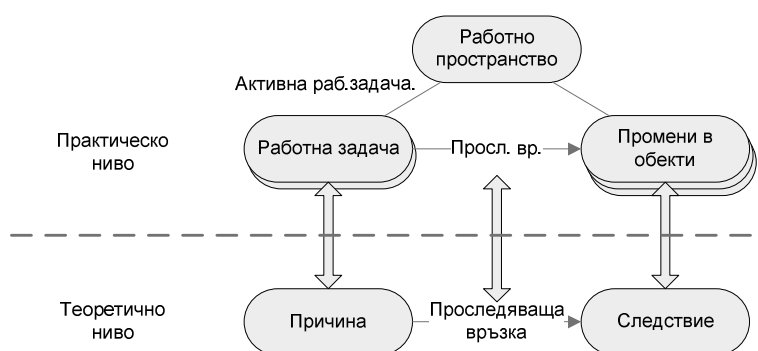 Работно
пространство
Активна раб.задача.
Практическо
ниво
Работна задача
Просл. вр.
Промени в
обекти
Теоретично
ниво
Причина
Проследяваща
връзка
Следствие